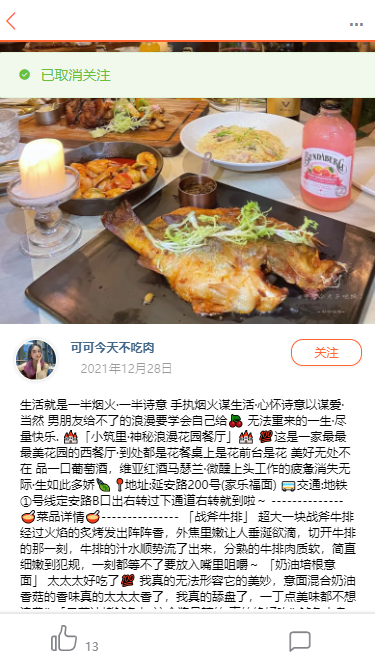 已取消关注
BUNDABERG
可可今天不吃肉
关注
2021年12月28日
生活就是一半烟火·一半诗意 手执烟火谋生活·心怀诗意以谋爱·
当然 男朋友给不了的浪漫要学会自己给🍒 无法重来的一生·尽
量快乐. 🏰「小筑里·神秘浪漫花园餐厅」🏰 💐这是一家最最
最美花园的西餐厅·到处都是花餐桌上是花前台是花 美好无处不
在 品一口葡萄酒，维亚红酒马瑟兰·微醺上头工作的疲惫消失无
际·生如此多娇🍃 📍地址:延安路200号(家乐福面) 🚌交通:地铁
①号线定安路B口出右转过下通道右转就到啦~ --------------
🥣菜品详情🥣--------------- 「战斧牛排」 超大一块战斧牛排
经过火焰的炙烤发出阵阵香，外焦里嫩让人垂涎欲滴，切开牛排
的那一刻，牛排的汁水顺势流了出来，分熟的牛排肉质软，简直
细嫩到犯规，一刻都等不了要放入嘴里咀嚼~ 「奶油培根意
面」 太太太好吃了💐 我真的无法形容它的美妙，意面混合奶油
香菇的香味真的太太太香了，我真的舔盘了，一丁点美味都不想
13